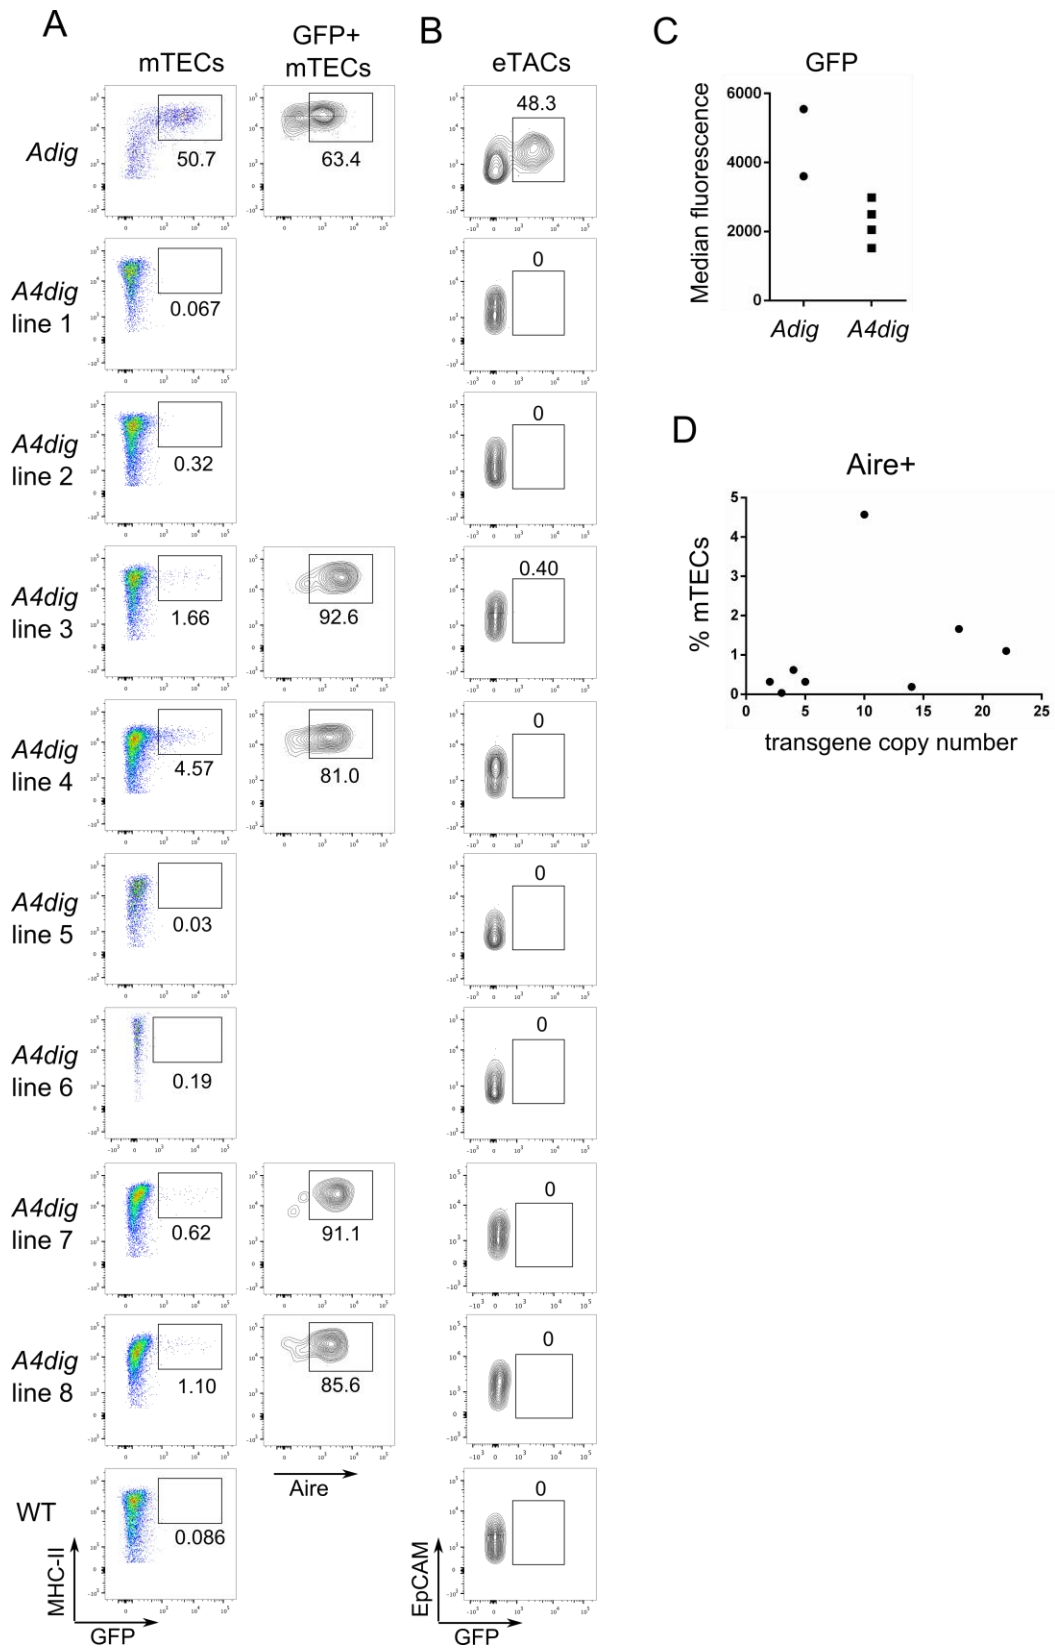 A
B
C
D
mTECs
GFP+
mTECs
eTACs
GFP
Adig
50.7
63.4
48.3
A4dig
line 1
0.067
0
A4dig
line 2
0.32
0
A4dig
line 3
1.66
92.6
0.40
A4dig
line 4
4.57
81.0
0
A4dig
line 5
0.03
0
A4dig
line 6
0.19
0
A4dig
line 7
0.62
91.1
0
A4dig
line 8
1.10
85.6
0
Aire
WT
0.086
0
MHC-II
GFP
EpCAM
GFP
Median fluorescence
6000
4000
2000
0
Adig A4dig
Aire+
% mTECs
5
4
3
2
1
0
0 5 10 15 20 25
transgene copy number